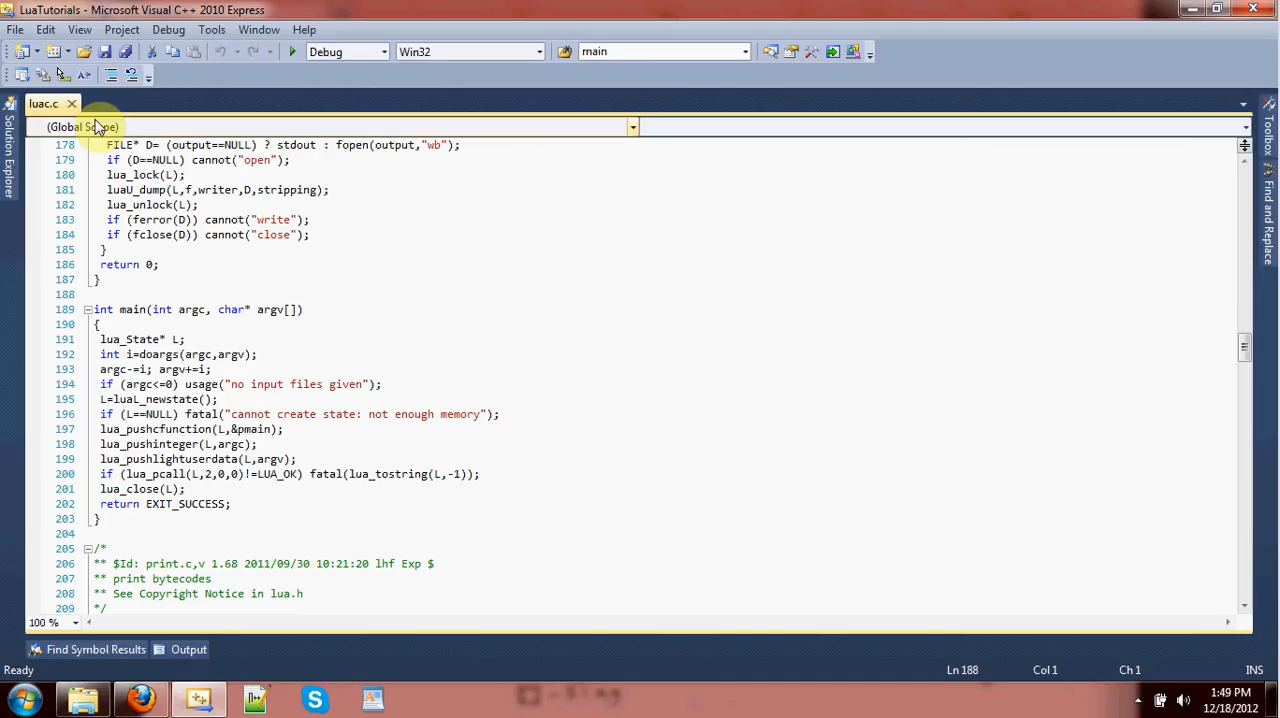 LuaTutorials - Microsoft Visual C++ 2010 Express
File Edit View Project Debug Tools Window Help
Debug Win32 main
luac.c
(Global Scope)
178 FILE* D= (output==NULL) ? stdout : fopen(output,"wb");
179 if (D==NULL) cannot("open");
180 lua_lock(L);
181 luaU_dump(L,f,writer,D,stripping);
182 lua_unlock(L);
183 if (ferror(D)) cannot("write");
184 if (fclose(D)) cannot("close");
185 }
186 return 0;
187 }
188
189 int main(int argc, char* argv[])
190 {
191 lua_State* L;
192 int i=doargs(argc,argv);
193 argc-=i; argv+=i;
194 if (argc<=0) usage("no input files given");
195 L=luaL_newstate();
196 if (L==NULL) fatal("cannot create state: not enough memory");
197 lua_pushcfunction(L,&pmain);
198 lua_pushinteger(L,argc);
199 lua_pushlightuserdata(L,argv);
200 if (lua_pcall(L,2,0,0)!=LUA_OK) fatal(lua_tostring(L,-1));
201 lua_close(L);
202 return EXIT_SUCCESS;
203 }
204
205 /*
206 ** $Id: print.c,v 1.68 2011/09/30 10:21:20 lhf Exp $
207 ** print bytecodes
208 ** See Copyright Notice in lua.h
209 */
100 %
Solution Explorer
Toolbox
Find and Replace
Find Symbol Results Output
Ready Ln 188 Col 1 Ch 1 INS
1:49 PM
12/18/2012